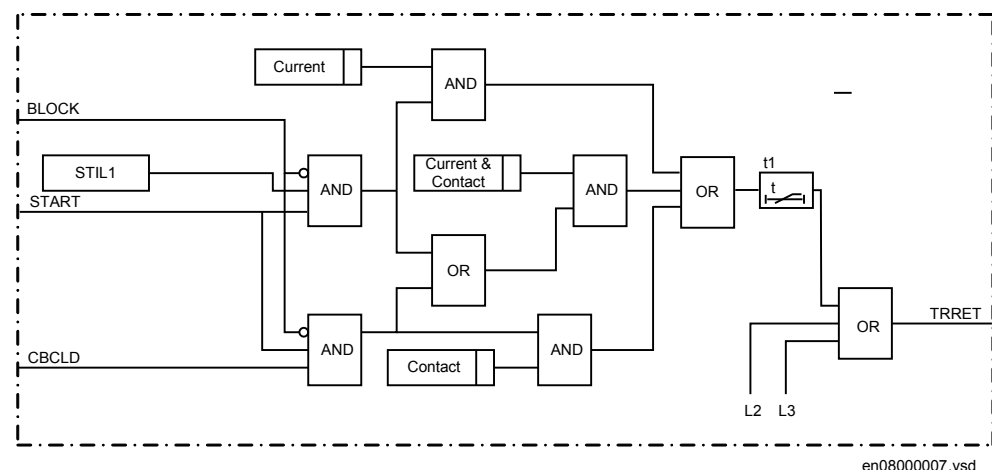 Current
AND
BLOCK
STIL1
AND
Current &
Contact
AND
OR
t1
t
START
OR
OR
TRRET
CBCLD
AND
Contact
AND
L2 L3
en08000007.vsd